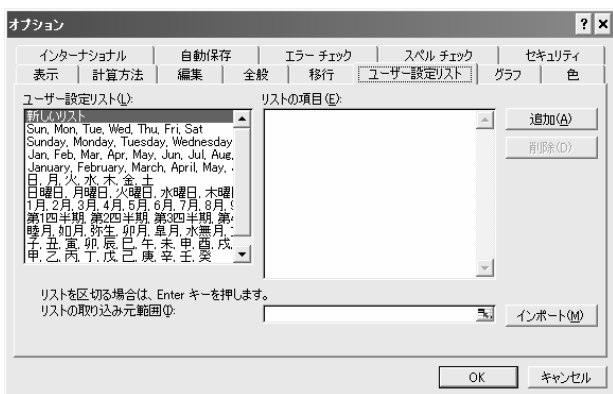 オプション
インターナショナル 自動保存 エラー チェック スペル チェック セキュリティ
表示 計算方法 編集 全般 移行 ユーザー設定リスト グラフ 色
ユーザー設定リスト(L): リストの項目(E):
新しいリスト
Sun, Mon, Tue, Wed, Thu, Fri, Sat
Sunday, Monday, Tuesday, Wednesday
Jan, Feb, Mar, Apr, May, Jun, Jul, Aug,
January, February, March, April, May,
日, 月, 火, 水, 木, 金, 土
日曜日, 月曜日, 火曜日, 水曜日, 木曜
1月, 2月, 3月, 4月, 5月, 6月, 7月, 8月,
第1四半期, 第2四半期, 第3四半期, 第
睦月, 如月, 弥生, 卯月, 皐月, 水無月,
子, 丑, 寅, 卯, 辰, 巳, 午, 未, 申, 酉, 戌,
甲, 乙, 丙, 丁, 戊, 己, 庚, 辛, 壬, 癸
追加(A)
削除(D)
リストを区切る場合は、Enter キーを押します。
リストの取り込み元範囲(I):
インポート(M)
OK キャンセル